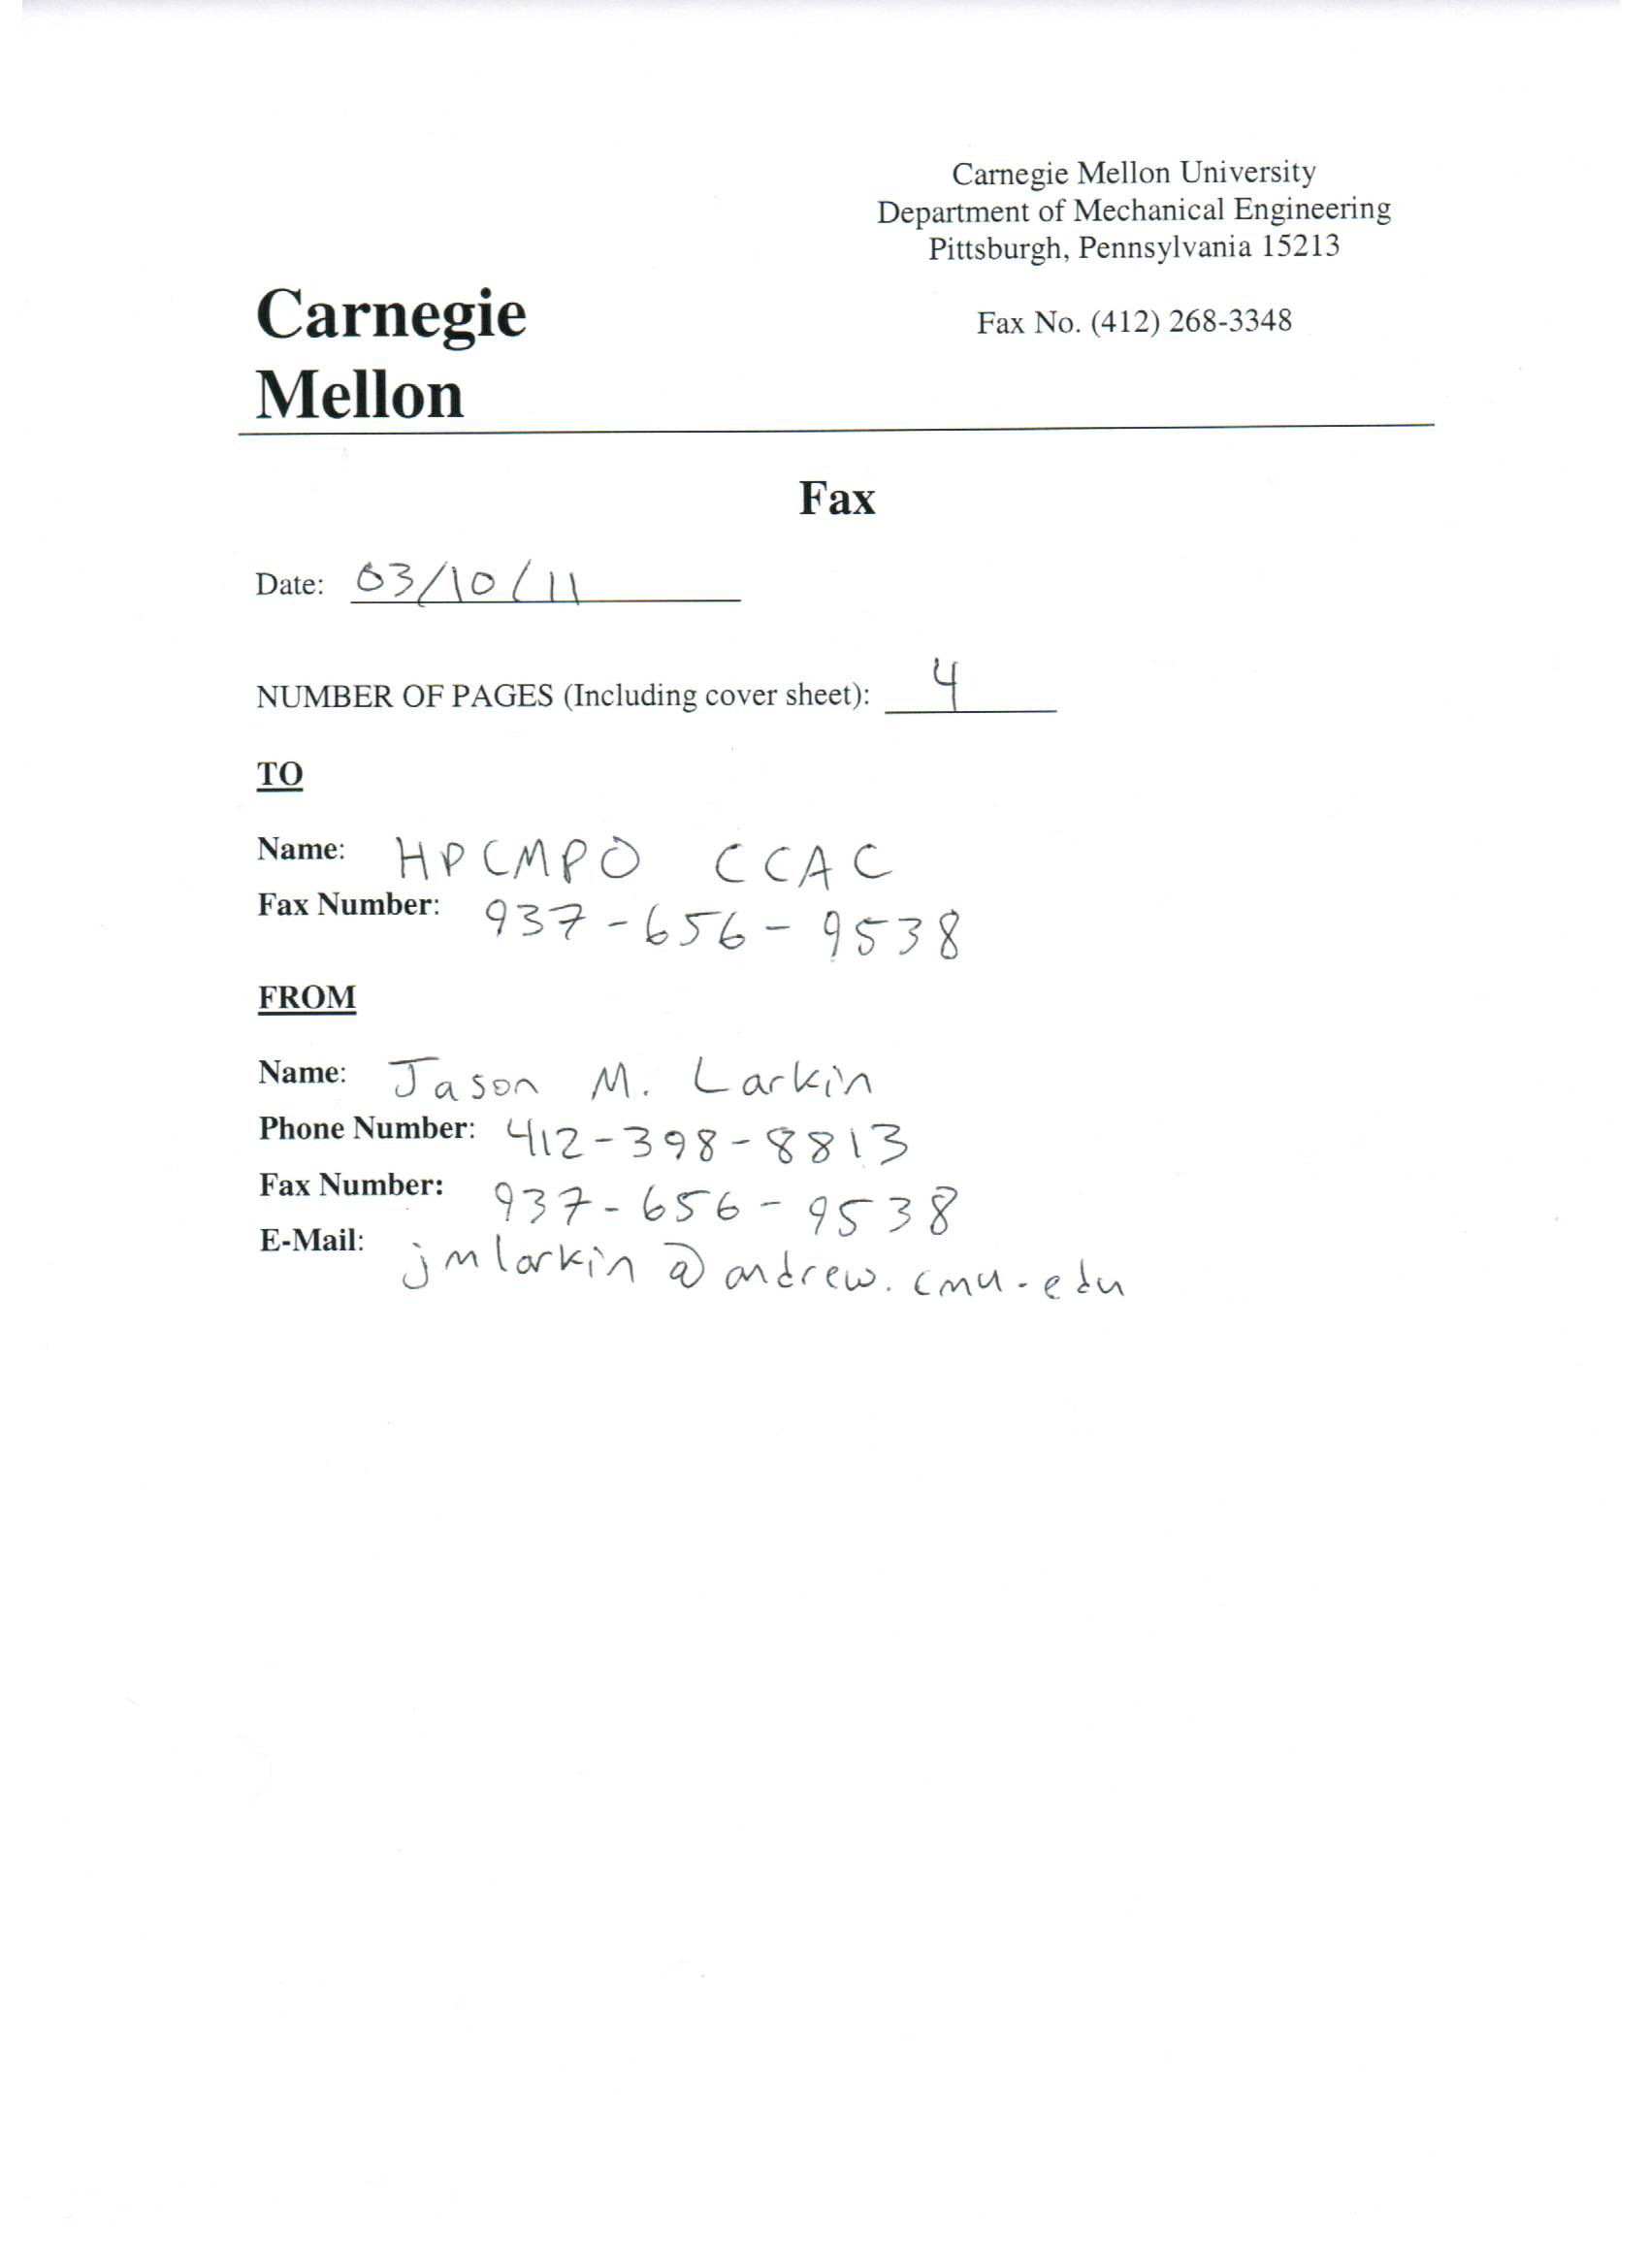 Carnegie Mellon University
Department of Mechanical Engineering
Pittsburgh, Pennsylvania 15213
Fax No. (412) 268-3348
Carnegie
Mellon
Fax
Date: 03/10/11
NUMBER OF PAGES (Including cover sheet): 4
TO
Name: HPCMPO CCAC
Fax Number: 937-656-9538
FROM
Name: Jason M. Larkin
Phone Number: 412-398-8813
Fax Number: 937-656-9538
E-Mail: jmlarkin@andrew.cmu.edu